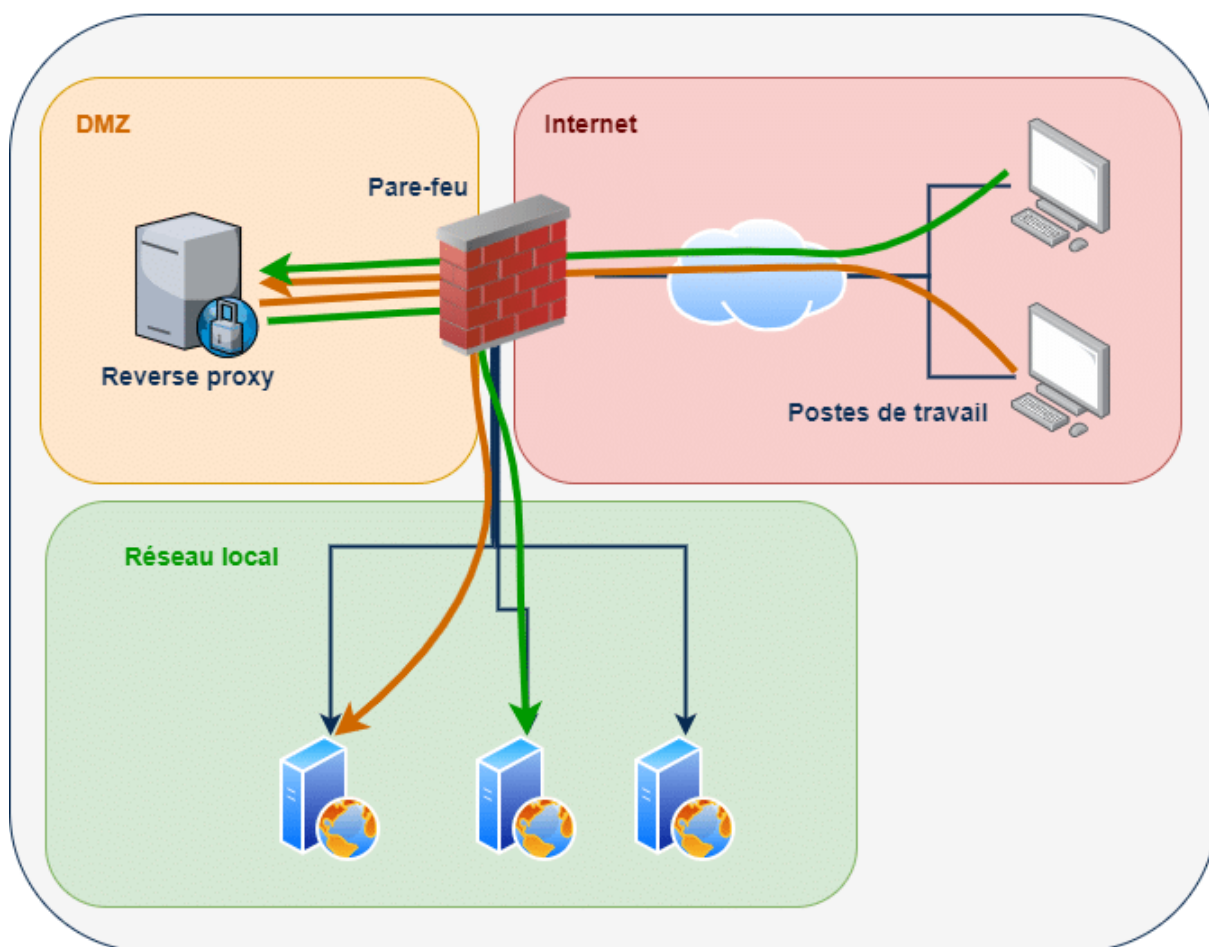 DMZ
Internet
Pare-feu
Reverse proxy
Postes de travail
Réseau local